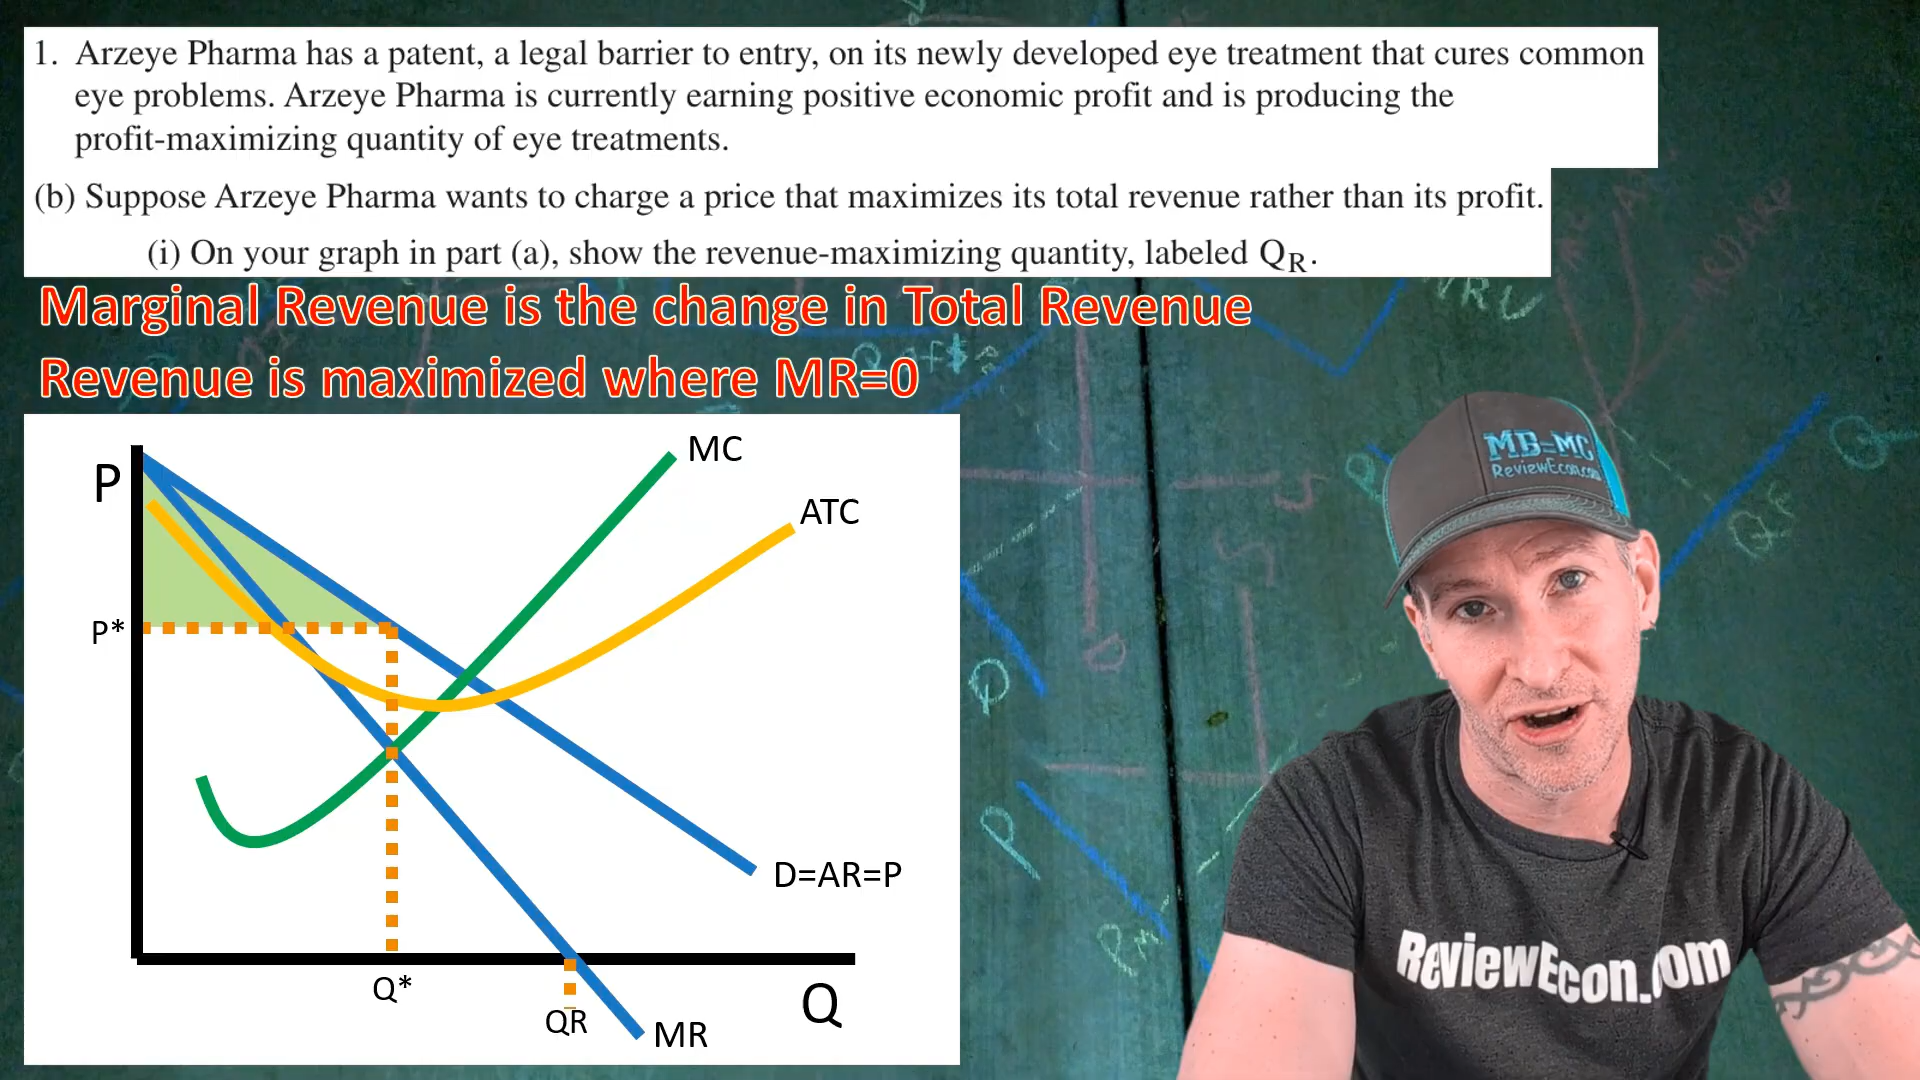 1. Arzeye Pharma has a patent, a legal barrier to entry, on its newly developed eye treatment that cures common
eye problems. Arzeye Pharma is currently earning positive economic profit and is producing the
profit-maximizing quantity of eye treatments.
(b) Suppose Arzeye Pharma wants to charge a price that maximizes its total revenue rather than its profit.
(i) On your graph in part (a), show the revenue-maximizing quantity, labeled QR.
Marginal Revenue is the change in Total Revenue
Revenue is maximized where MR=0
P
MC
ATC
P*
D=AR=P
Q*
QR
Q
MR
MB=MC
ReviewEcon.com
ReviewEcon.com
P
Q
P
D
Q